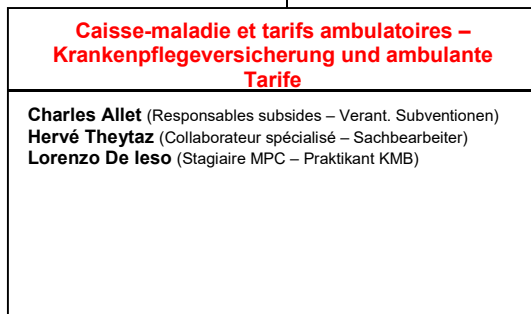 Caisse-maladie et tarifs ambulatoires –
Krankenpflegeversicherung und ambulante
Tarife
Charles Allet (Responsables subsides – Verant. Subventionen)
Hervé Theytaz (Collaborateur spécialisé – Sachbearbeiter)
Lorenzo De Ieso (Stagiaire MPC – Praktikant KMB)